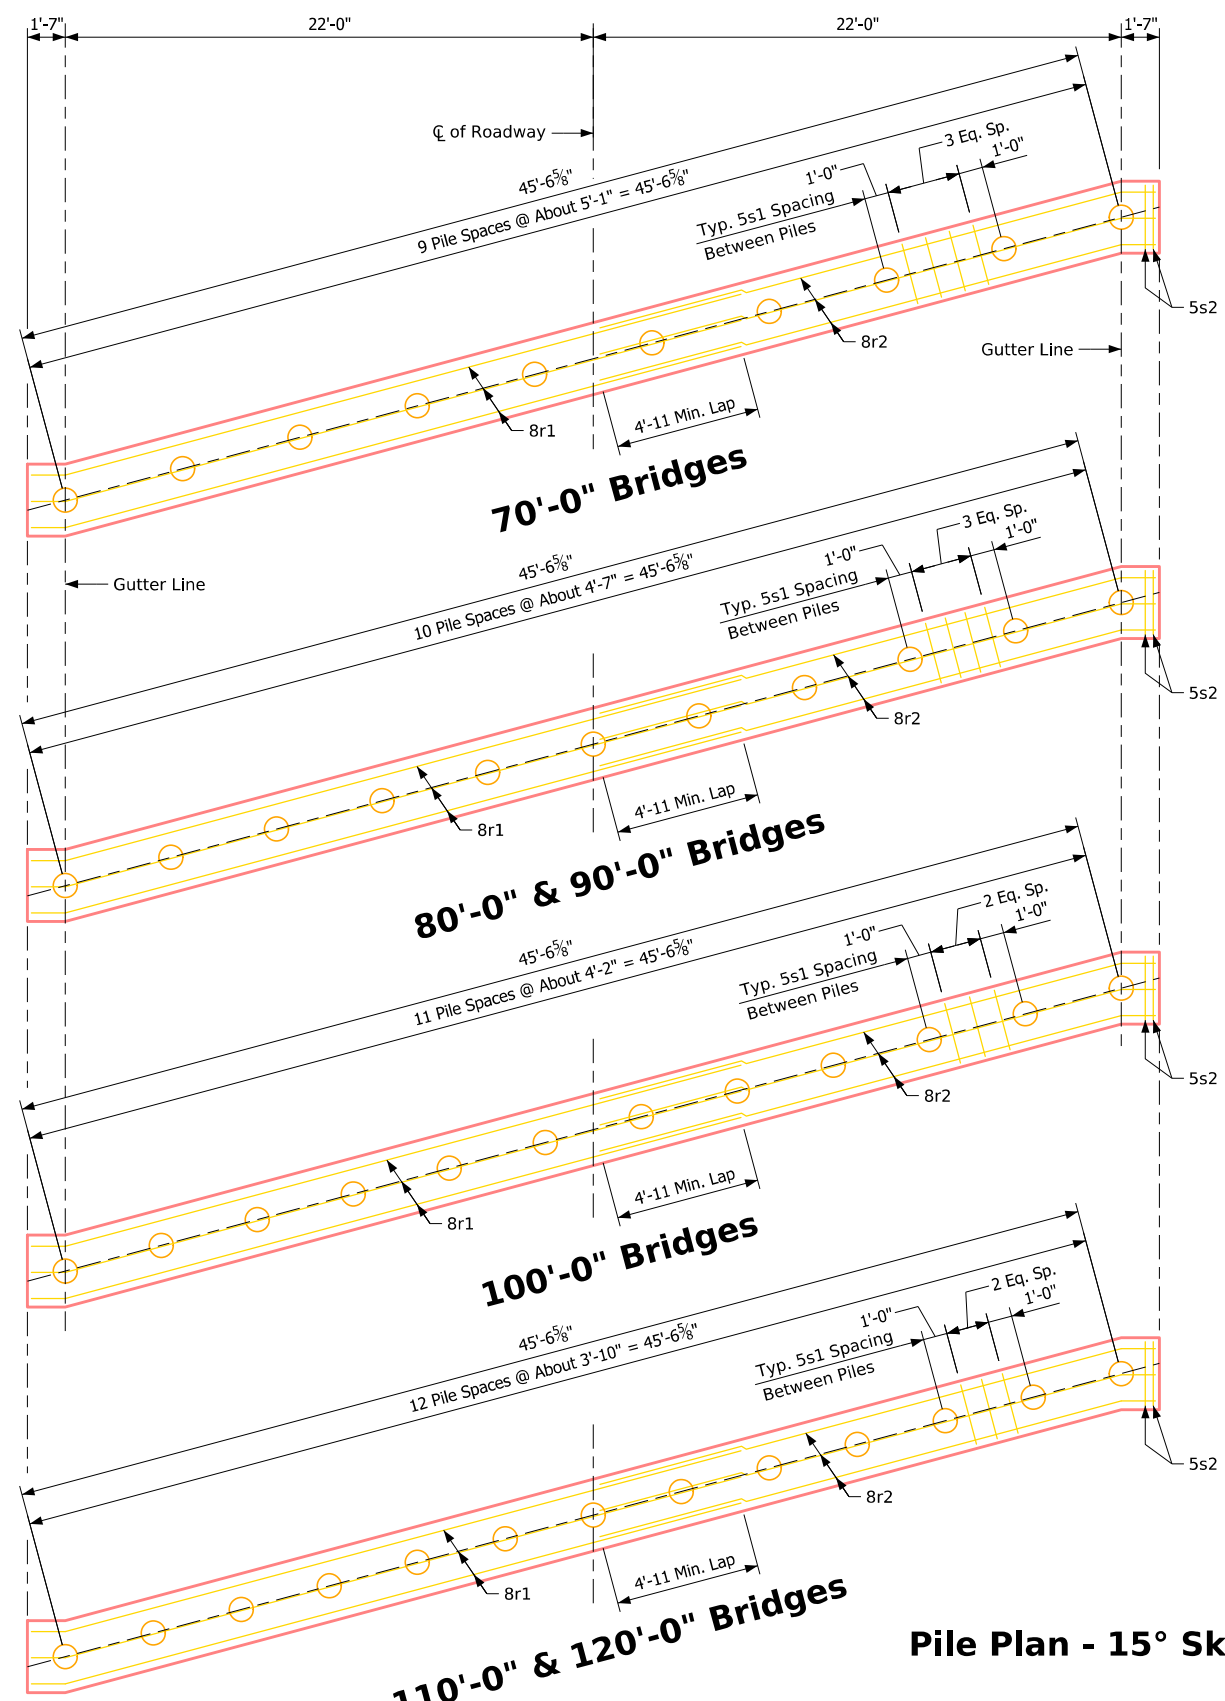 1'-7" 22'-0" 22'-0" 1'-7"
℄ of Roadway
45'-6⅝"
9 Pile Spaces @ About 5'-1" = 45'-6⅝"
3 Eq. Sp.
1'-0"
1'-0"
Typ. 5s1 Spacing
Between Piles
5s2
8r2
Gutter Line
8r1
4'-11 Min. Lap
70'-0" Bridges
Gutter Line
45'-6⅝"
10 Pile Spaces @ About 4'-7" = 45'-6⅝"
3 Eq. Sp.
1'-0"
1'-0"
Typ. 5s1 Spacing
Between Piles
5s2
8r2
8r1
4'-11 Min. Lap
80'-0" & 90'-0" Bridges
45'-6⅝"
11 Pile Spaces @ About 4'-2" = 45'-6⅝"
2 Eq. Sp.
1'-0"
1'-0"
Typ. 5s1 Spacing
Between Piles
5s2
8r2
8r1
4'-11 Min. Lap
100'-0" Bridges
45'-6⅝"
12 Pile Spaces @ About 3'-10" = 45'-6⅝"
2 Eq. Sp.
1'-0"
1'-0"
Typ. 5s1 Spacing
Between Piles
5s2
8r2
8r1
4'-11 Min. Lap
110'-0" & 120'-0" Bridges
Pile Plan - 15° Sk